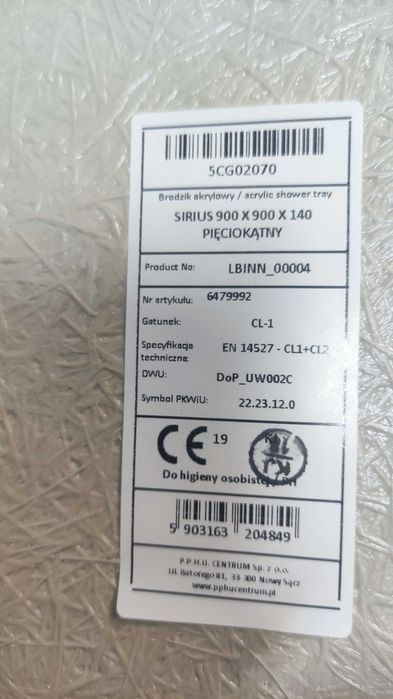 5CG02070
Brodzik akrylowy / acrylic shower tray
SIRIUS 900 X 900 X 140
PIĘCIOKĄTNY
Product No: LBINN_00004
Nr artykułu: 6479992
Gatunek: CL-1
Specyfikacja techniczna: EN 14527 - CL1+CL2
DWU: DoP_UW002C
Symbol PKWiU: 22.23.12.0
CE 19
Do higieny osobistej / PH
5 903163 204849
P.P.H.U. CENTRUM Sp. z o.o.
Ul. Batorego 81, 33 300 Nowy Sącz
www.pphucentrum.pl